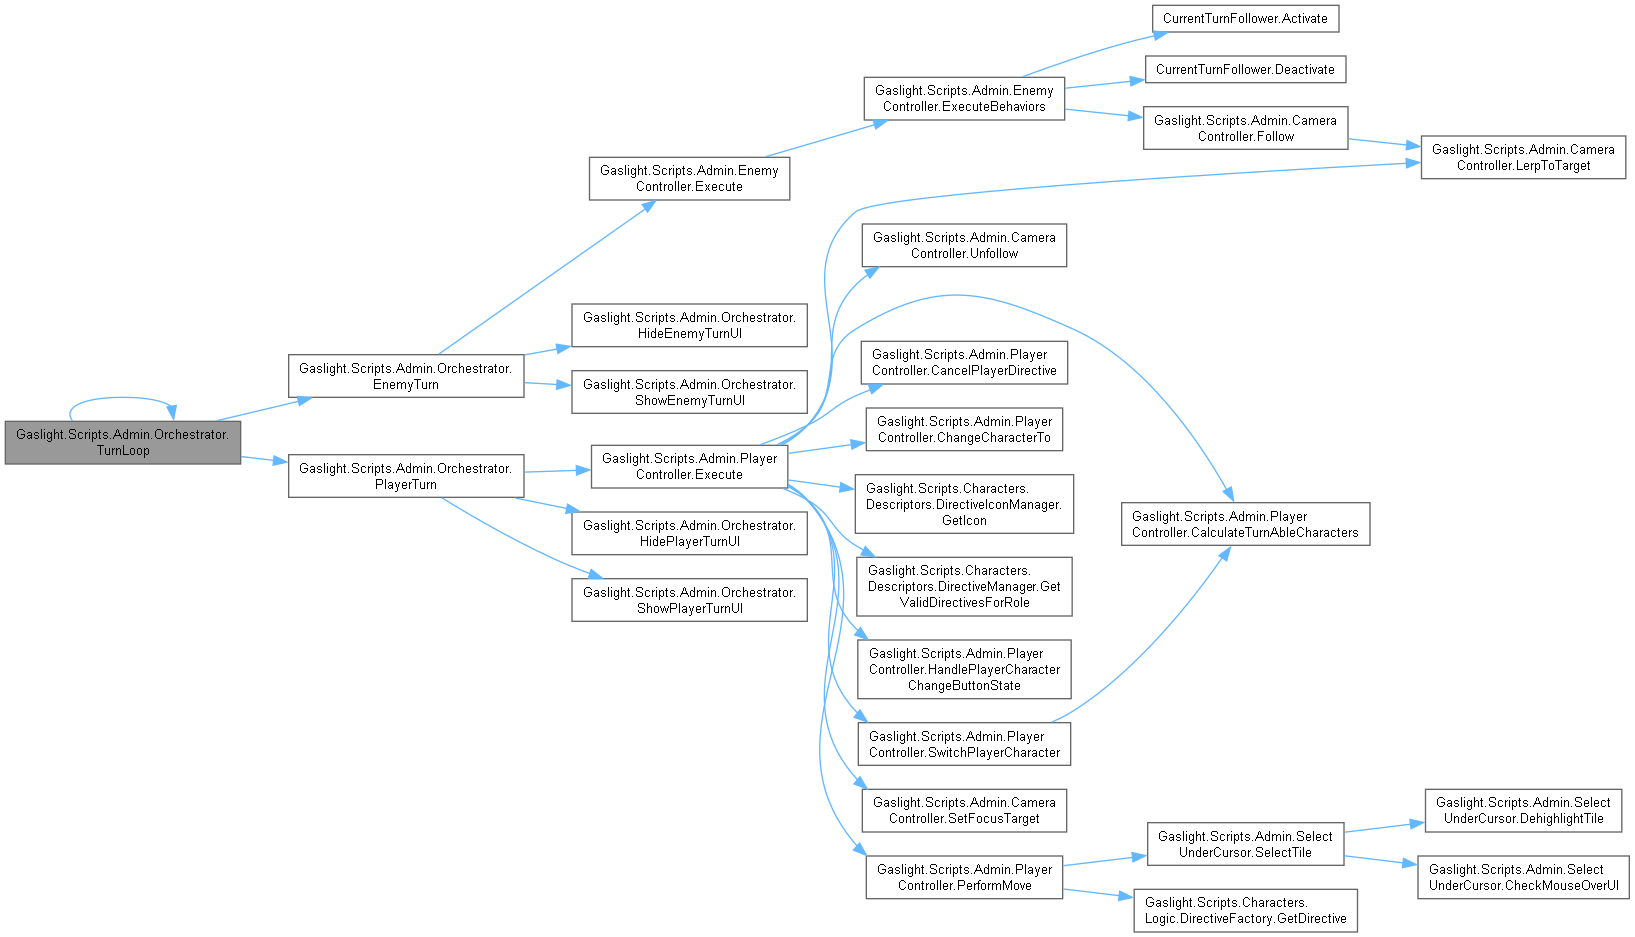 CurrentTurnFollower.Activate
CurrentTurnFollower.Deactivate
Gaslight.Scripts.Admin.Enemy
Controller.ExecuteBehaviors
Gaslight.Scripts.Admin.Camera
Controller.Follow
Gaslight.Scripts.Admin.Camera
Controller.LerpToTarget
Gaslight.Scripts.Admin.Enemy
Controller.Execute
Gaslight.Scripts.Admin.Camera
Controller.Unfollow
Gaslight.Scripts.Admin.Orchestrator.
HideEnemyTurnUI
Gaslight.Scripts.Admin.Orchestrator.
EnemyTurn
Gaslight.Scripts.Admin.Player
Controller.CancelPlayerDirective
Gaslight.Scripts.Admin.Orchestrator.
ShowEnemyTurnUI
Gaslight.Scripts.Admin.Player
Controller.ChangeCharacterTo
Gaslight.Scripts.Admin.Orchestrator.
TurnLoop
Gaslight.Scripts.Admin.Orchestrator.
PlayerTurn
Gaslight.Scripts.Admin.Player
Controller.Execute
Gaslight.Scripts.Characters.
Descriptors.DirectiveIconManager.
GetIcon
Gaslight.Scripts.Admin.Player
Controller.CalculateTurnAbleCharacters
Gaslight.Scripts.Admin.Orchestrator.
HidePlayerTurnUI
Gaslight.Scripts.Characters.
Descriptors.DirectiveManager.Get
ValidDirectivesForRole
Gaslight.Scripts.Admin.Orchestrator.
ShowPlayerTurnUI
Gaslight.Scripts.Admin.Player
Controller.HandlePlayerCharacter
ChangeButtonState
Gaslight.Scripts.Admin.Player
Controller.SwitchPlayerCharacter
Gaslight.Scripts.Admin.Camera
Controller.SetFocusTarget
Gaslight.Scripts.Admin.Select
UnderCursor.DehighlightTile
Gaslight.Scripts.Admin.Select
UnderCursor.SelectTile
Gaslight.Scripts.Admin.Player
Controller.PerformMove
Gaslight.Scripts.Admin.Select
UnderCursor.CheckMouseOverUI
Gaslight.Scripts.Characters.
Logic.DirectiveFactory.GetDirective